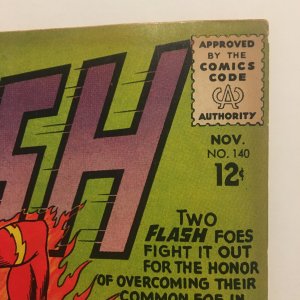 SH
APPROVED
BY THE
COMICS
CODE
AUTHORITY
NOV.
NO. 140
12¢
TWO
FLASH FOES
FIGHT IT OUT
FOR THE HONOR
OF OVERCOMING THEIR
COMMON FOE IN